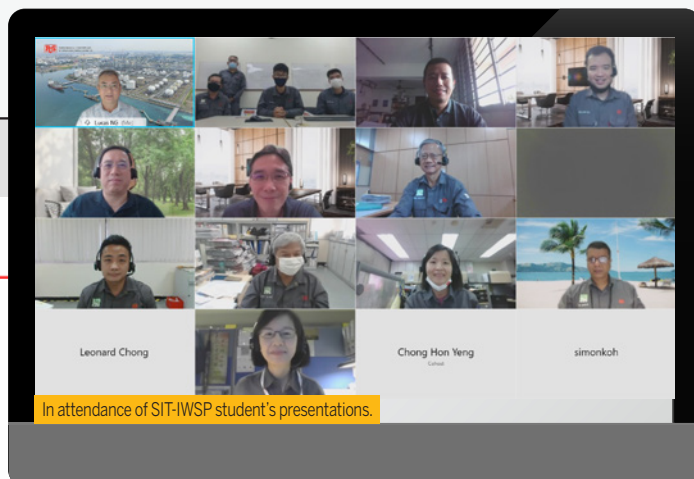 Lucas NG
Leonard Chong
Chong Hon Yeng
simonkoh
In attendance of SIT-IWSP student's presentations.